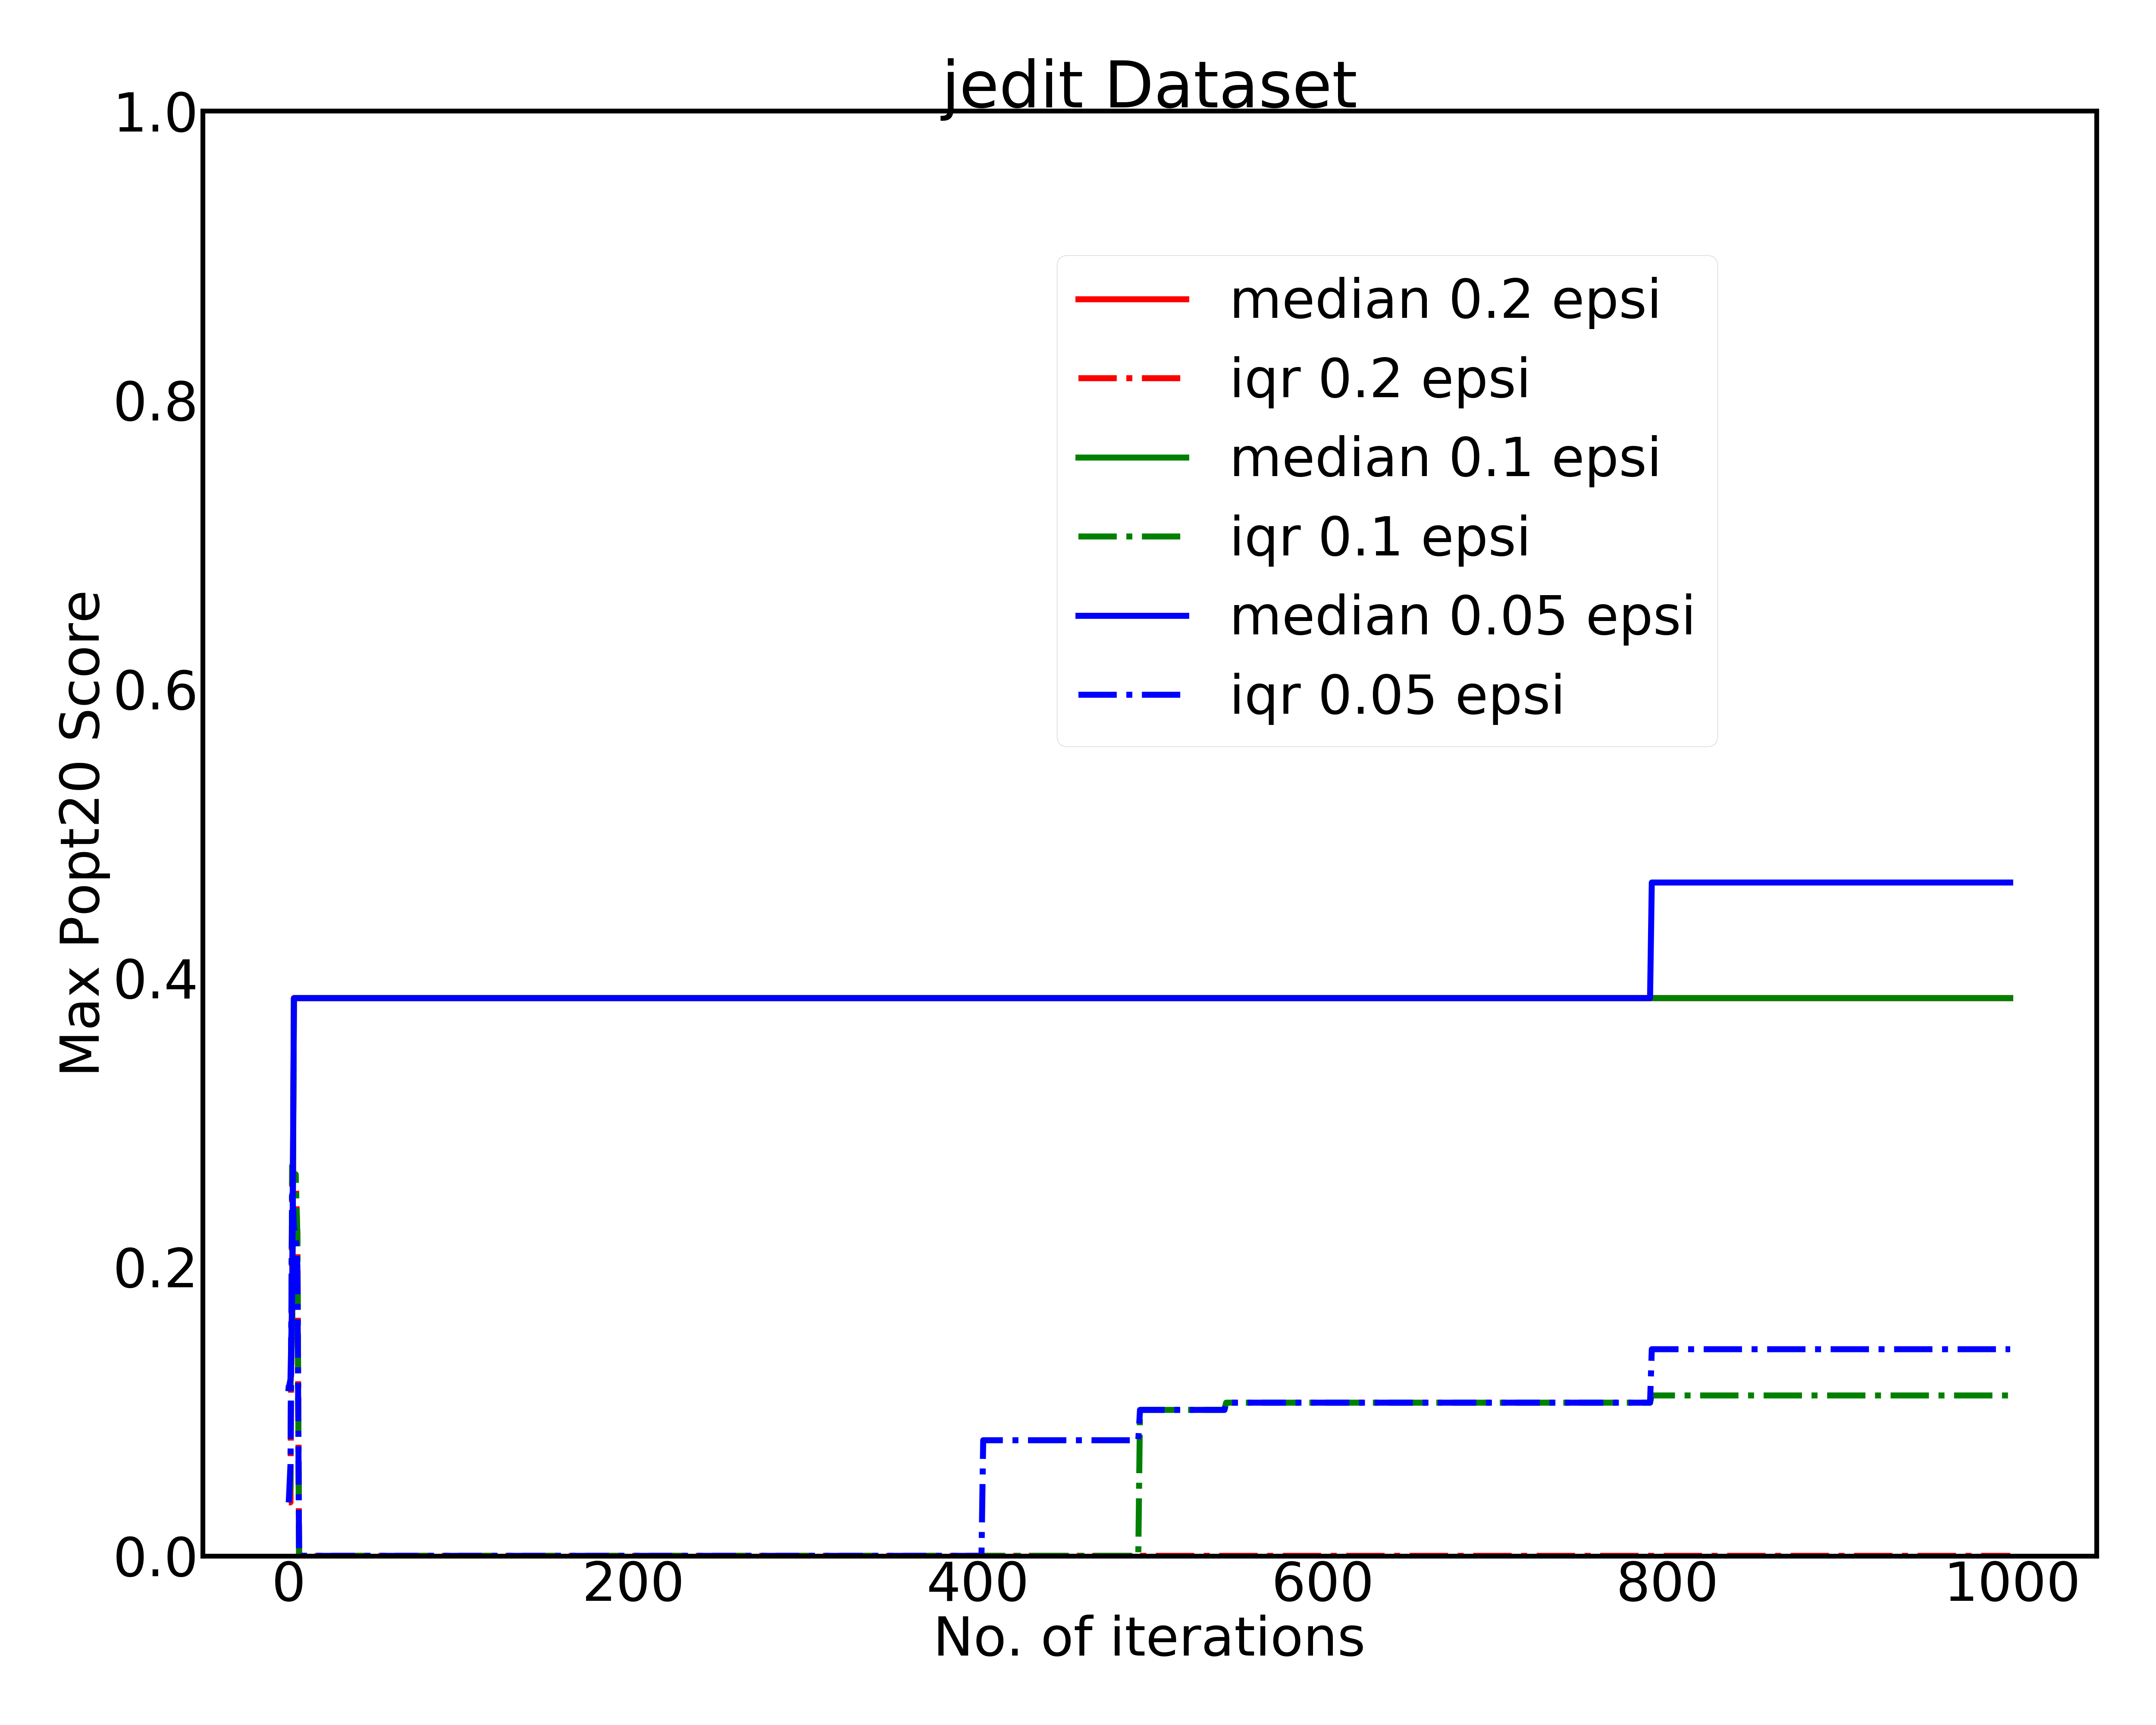 jedit Dataset
1.0
0.8
0.6
0.4
0.2
0.0
Max Popt20 Score
median 0.2 epsi
iqr 0.2 epsi
median 0.1 epsi
iqr 0.1 epsi
median 0.05 epsi
iqr 0.05 epsi
0 200 400 600 800 1000
No. of iterations